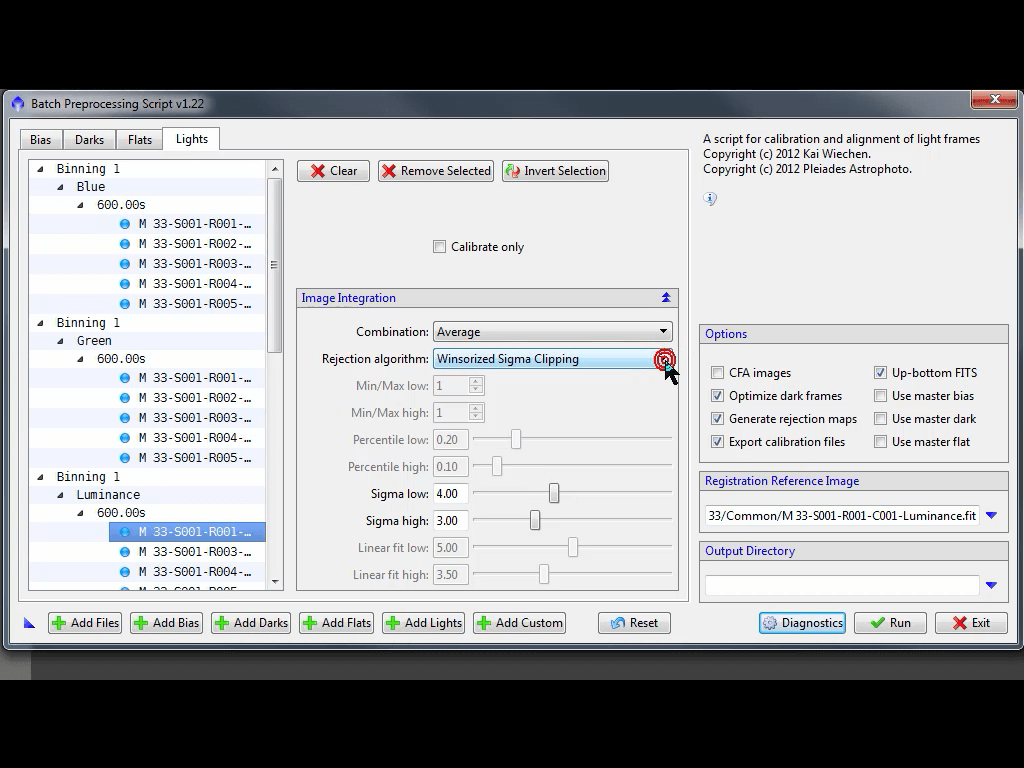 Batch Preprocessing Script v1.22
Bias Darks Flats Lights
Binning 1
Blue
600.00s
M 33-S001-R001-...
M 33-S001-R002-...
M 33-S001-R003-...
M 33-S001-R004-...
M 33-S001-R005-...
Binning 1
Green
600.00s
M 33-S001-R001-...
M 33-S001-R002-...
M 33-S001-R003-...
M 33-S001-R004-...
M 33-S001-R005-...
Binning 1
Luminance
600.00s
M 33-S001-R001-...
M 33-S001-R003-...
M 33-S001-R004-...
Clear Remove Selected Invert Selection
Calibrate only
Image Integration
Combination: Average
Rejection algorithm: Winsorized Sigma Clipping
Min/Max low: 1
Min/Max high: 1
Percentile low: 0.20
Percentile high: 0.10
Sigma low: 4.00
Sigma high: 3.00
Linear fit low: 5.00
Linear fit high: 3.50
A script for calibration and alignment of light frames
Copyright (c) 2012 Kai Wiechen.
Copyright (c) 2012 Pleiades Astrophoto.
Options
CFA images Up-bottom FITS
Optimize dark frames Use master bias
Generate rejection maps Use master dark
Export calibration files Use master flat
Registration Reference Image
33/Common/M 33-S001-R001-C001-Luminance.fit
Output Directory
Add Files Add Bias Add Darks Add Flats Add Lights Add Custom Reset Diagnostics Run Exit